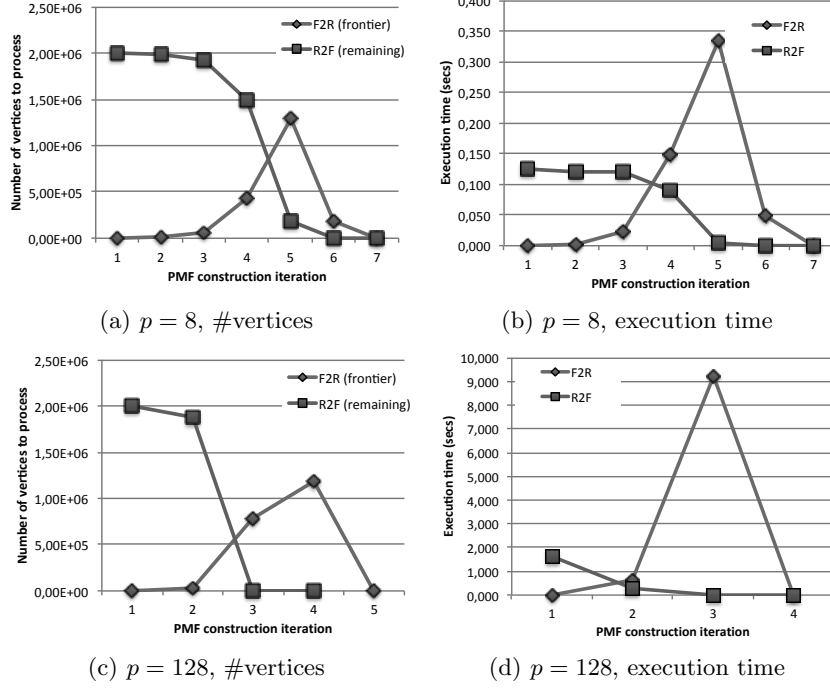 2,50E+06
2,00E+06
1,50E+06
1,00E+06
5,00E+05
0,00E+00
Number of vertices to process
F2R (frontier)
R2F (remaining)
1 2 3 4 5 6 7
PMF construction iteration
(a) p = 8, #vertices
0,400
0,350
0,300
0,250
0,200
0,150
0,100
0,050
0,000
Execution time (secs)
F2R
R2F
1 2 3 4 5 6 7
PMF construction iteration
(b) p = 8, execution time
2,50E+06
2,00E+06
1,50E+06
1,00E+06
5,00E+05
0,00E+00
Number of vertices to process
F2R (frontier)
R2F (remaining)
1 2 3 4 5
PMF construction iteration
(c) p = 128, #vertices
10,000
9,000
8,000
7,000
6,000
5,000
4,000
3,000
2,000
1,000
0,000
Execution time (secs)
F2R
R2F
1 2 3 4
PMF construction iteration
(d) p = 128, execution time